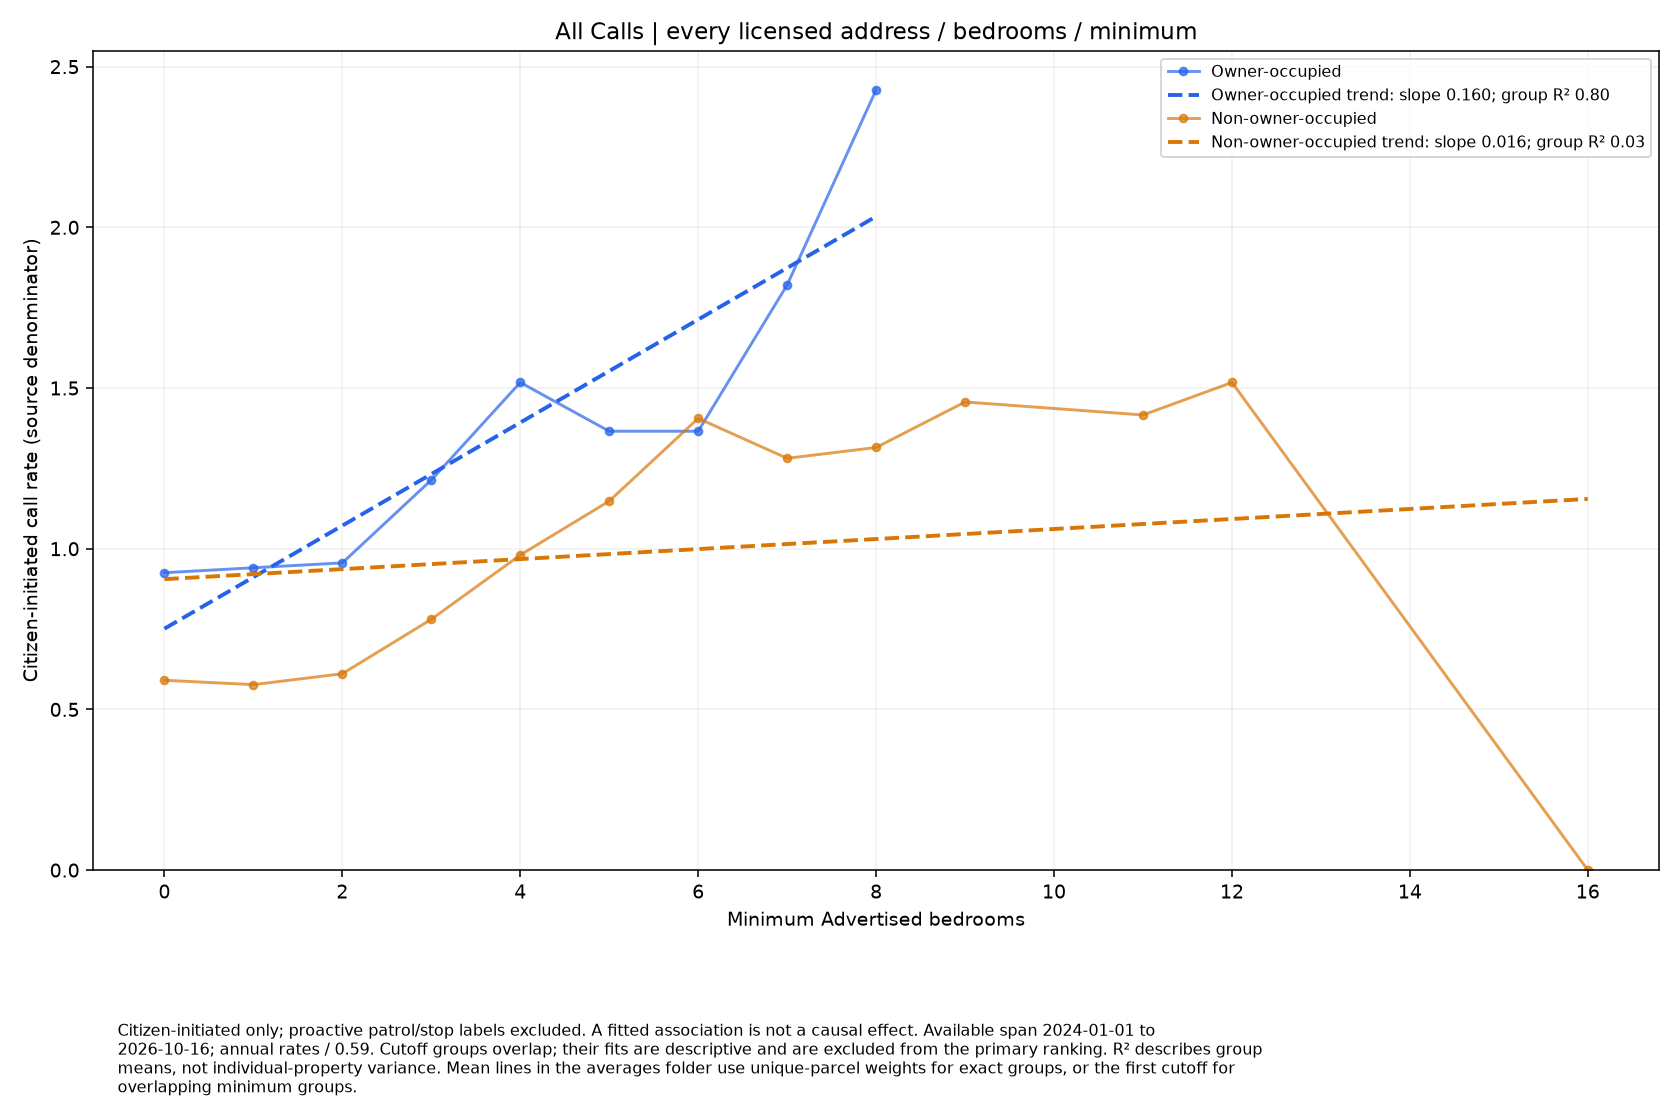 All Calls | every licensed address / bedrooms / minimum
2.5
2.0
1.5
1.0
0.5
0.0
Citizen-initiated call rate (source denominator)
Owner-occupied
Owner-occupied trend: slope 0.160; group R² 0.80
Non-owner-occupied
Non-owner-occupied trend: slope 0.016; group R² 0.03
0 2 4 6 8 10 12 14 16
Minimum Advertised bedrooms
Citizen-initiated only; proactive patrol/stop labels excluded. A fitted association is not a causal effect. Available span 2024-01-01 to
2026-10-16; annual rates / 0.59. Cutoff groups overlap; their fits are descriptive and are excluded from the primary ranking. R² describes group
means, not individual-property variance. Mean lines in the averages folder use unique-parcel weights for exact groups, or the first cutoff for
overlapping minimum groups.